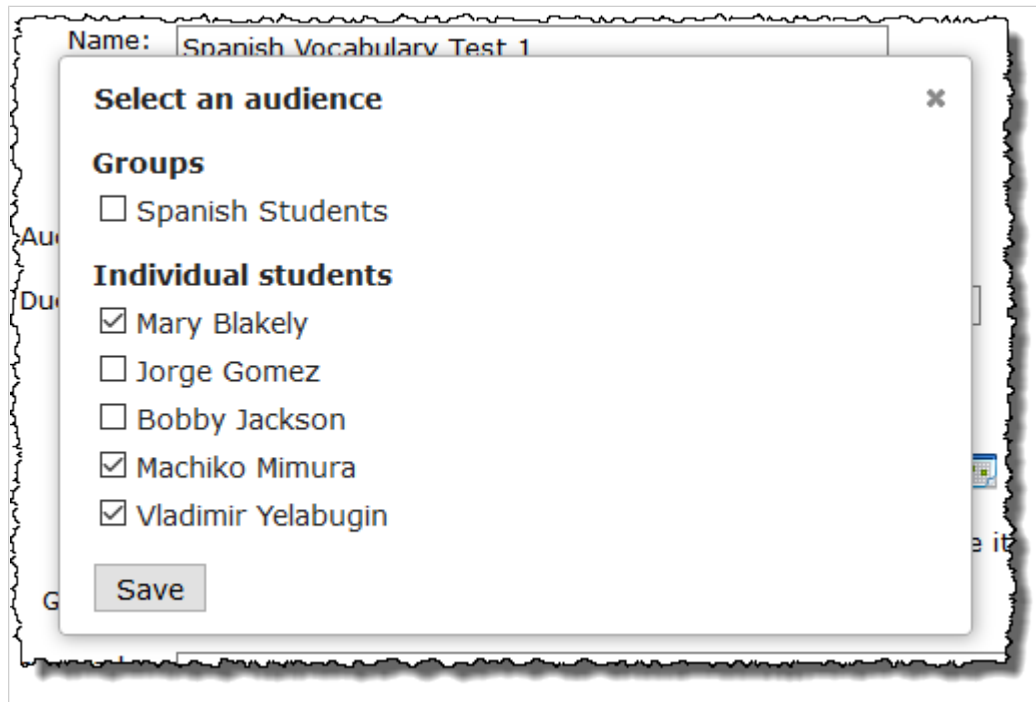 Name: Spanish Vocabulary Test 1
Select an audience
Groups
Spanish Students
Individual students
Mary Blakely
Jorge Gomez
Bobby Jackson
Machiko Mimura
Vladimir Yelabugin
Save